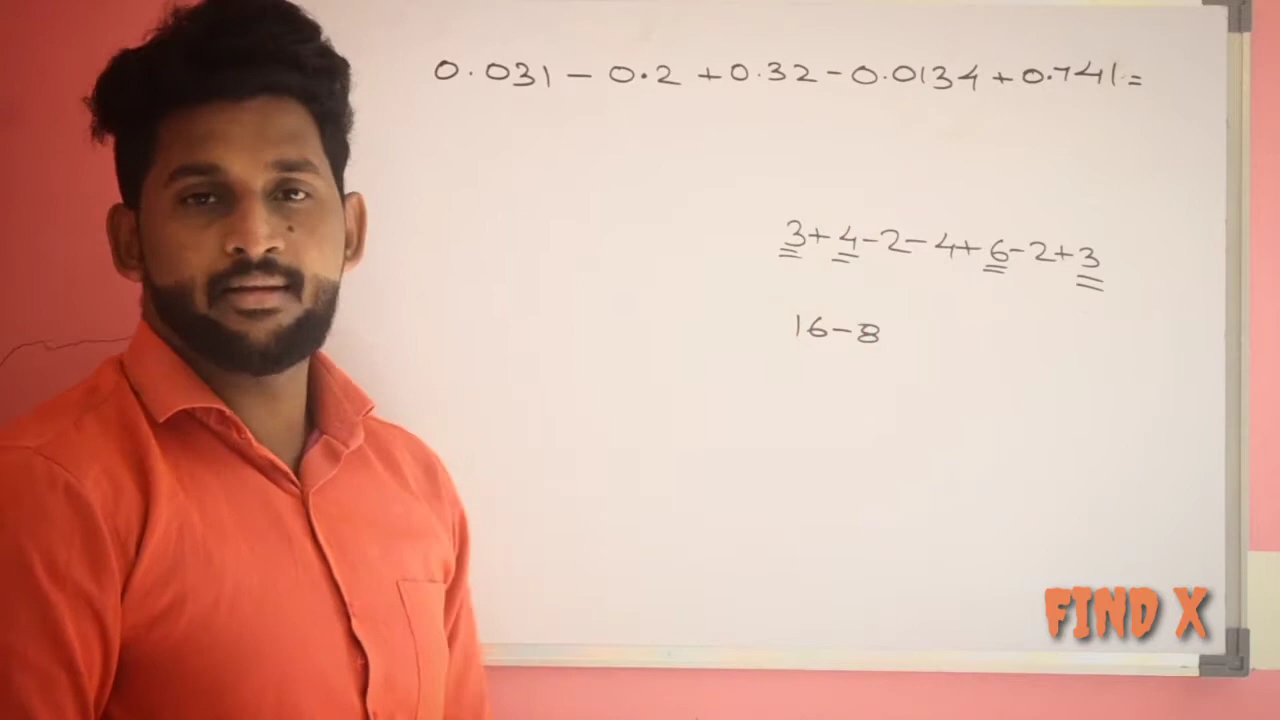 0.031 - 0.2 + 0.32 - 0.0134 + 0.741 =
3 + 4 - 2 - 4 + 6 - 2 + 3
16 - 8
FIND X